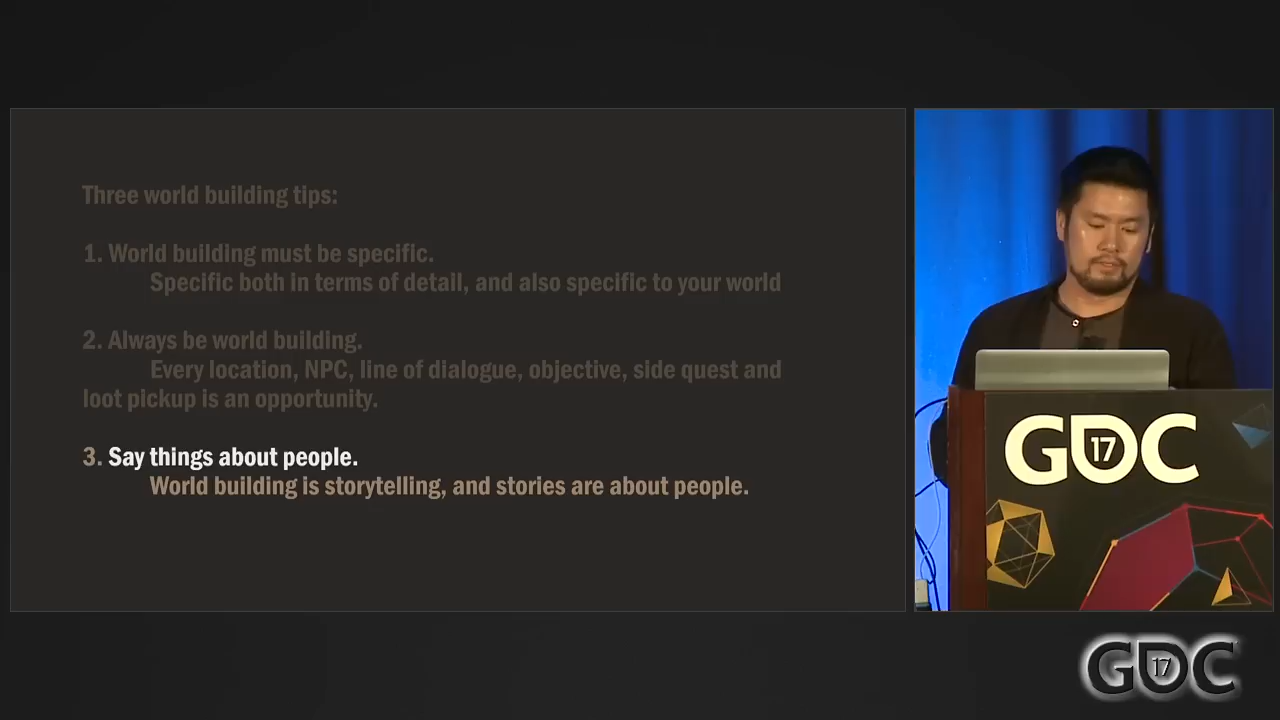 Three world building tips:
1. World building must be specific.
Specific both in terms of detail, and also specific to your world
2. Always be world building.
Every location, NPC, line of dialogue, objective, side quest and
loot pickup is an opportunity.
3. Say things about people.
World building is storytelling, and stories are about people.
GDC 17
GDC 17